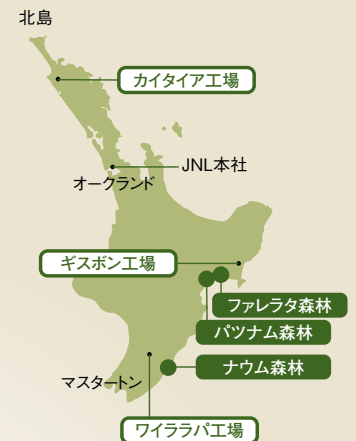 北島
カイタイア工場
JNL本社
オークランド
ギスボン工場
ファレラタ森林
パツナム森林
ナウム森林
マスタートン
ワイララパ工場